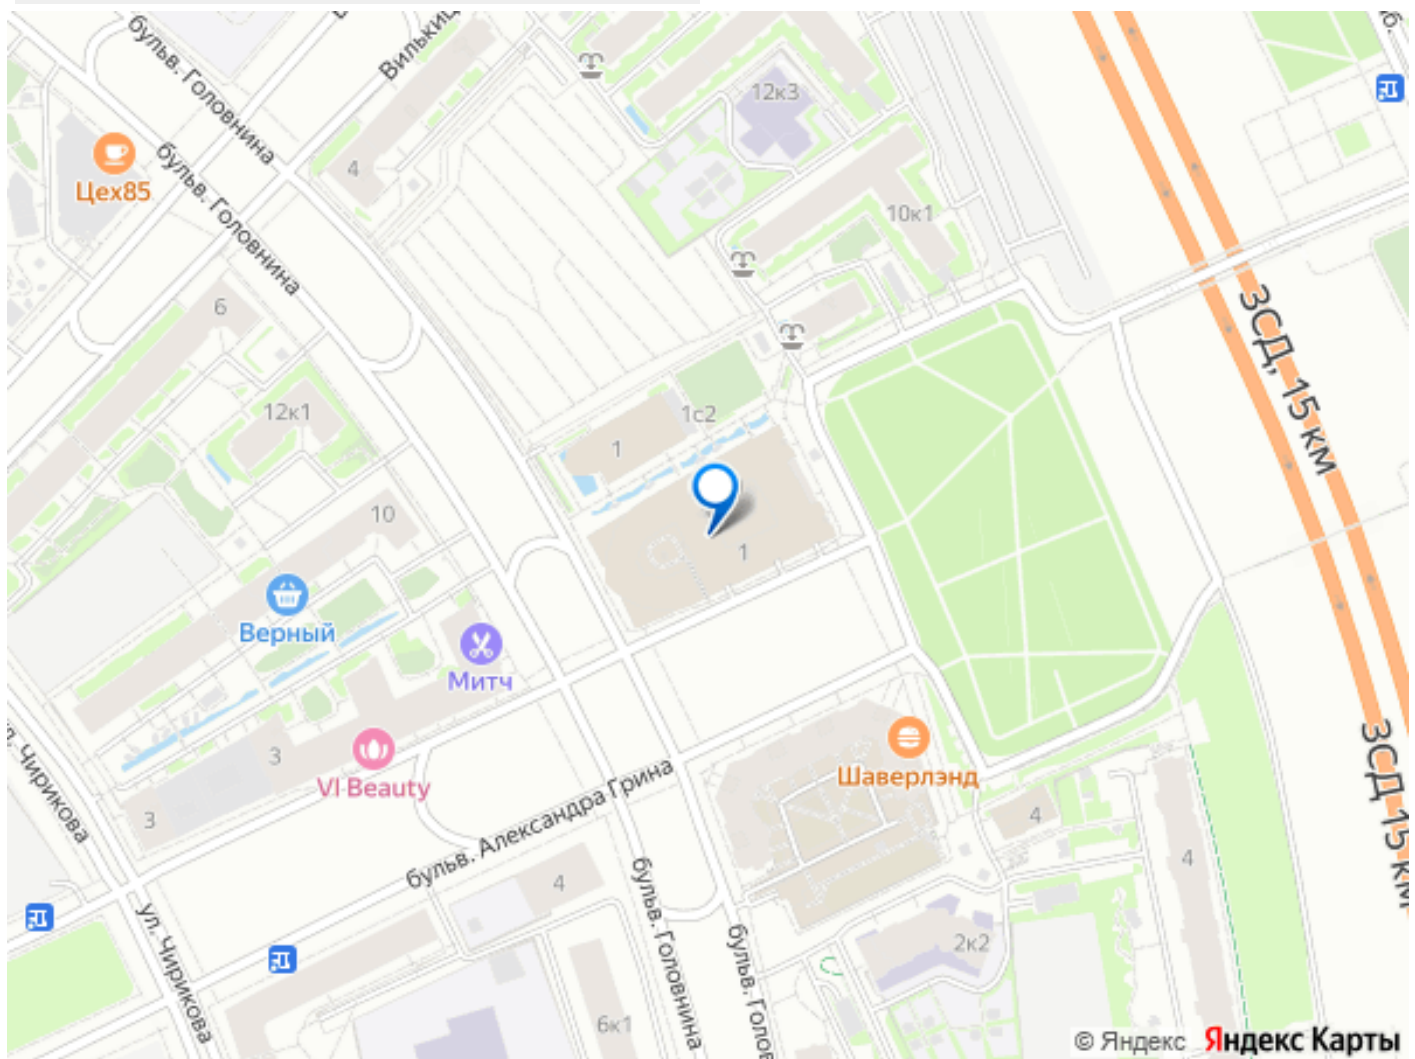 бульв. Головнина
Вилькиц
12к3
Цех85
4
бульв. Головнина
10к1
6
ЗСД, 15 км
12к1
1с2
1
10
1
Верный
Митч
ул. Чирикова
3
VI Beauty
Шаверлэнд
ЗСД 15 км
3
бульв. Александра Грина
4
4
4
ул. Чирикова
бульв. Головнина
бульв. Голов
2к2
6к1
© Яндекс Яндекс Карты